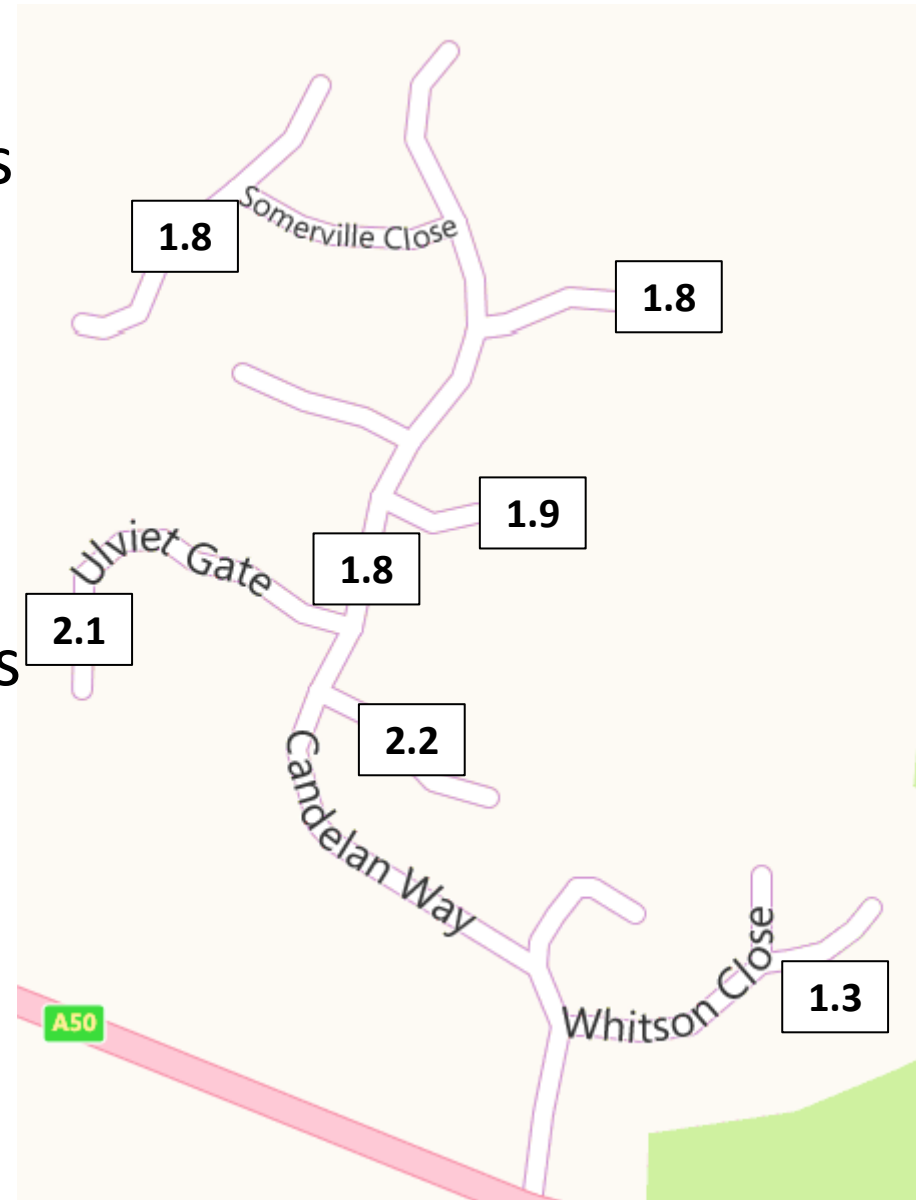 s
Somerville Close
1.8
1.8
1.9
Ulviet Gate
1.8
2.1
s
2.2
Candelan Way
Whitson Close
1.3
A50